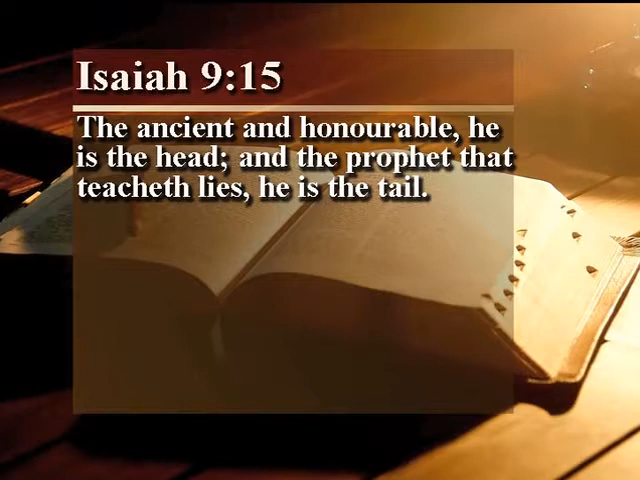 Isaiah 9:15
The ancient and honourable, he
is the head; and the prophet that
teacheth lies, he is the tail.